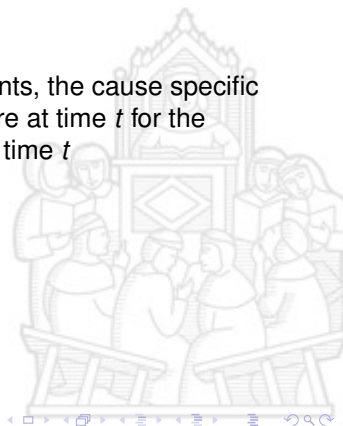 nts, the cause specific
re at time t for the
time t